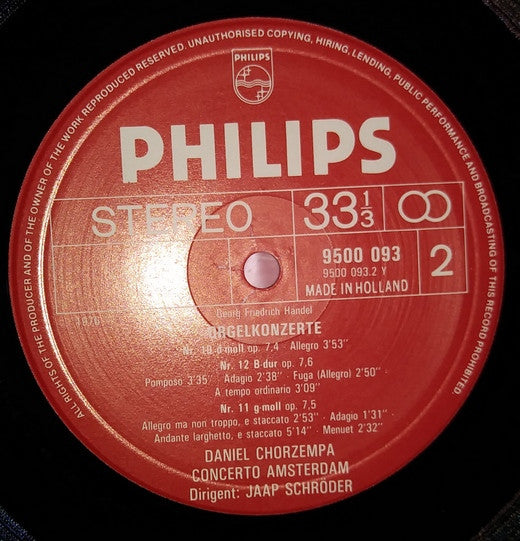 ALL RIGHTS OF THE PRODUCER AND OF THE OWNER OF THE WORK REPRODUCED RESERVED. UNAUTHORISED COPYING, HIRING, LENDING, PUBLIC PERFORMANCE AND BROADCASTING OF THIS RECORD PROHIBITED.
PHILIPS
PHILIPS
STEREO 33 1/3
9500 093
9500 093.2 Y
MADE IN HOLLAND
2
Georg Friedrich Händel
ORGELKONZERTE
Nr. 10 d-moll op. 7,4 · Allegro 3'53"
Nr. 12 B-dur op. 7,6
Pomposo 3'35" · Adagio 2'38" · Fuga (Allegro) 2'50" ·
A tempo ordinario 3'09"
Nr. 11 g-moll op. 7,5
Allegro ma non troppo, e staccato 2'53" · Adagio 1'31" ·
Andante larghetto, e staccato 5'14" · Menuet 2'32"
DANIEL CHORZEMPA
CONCERTO AMSTERDAM
Dirigent: JAAP SCHRÖDER